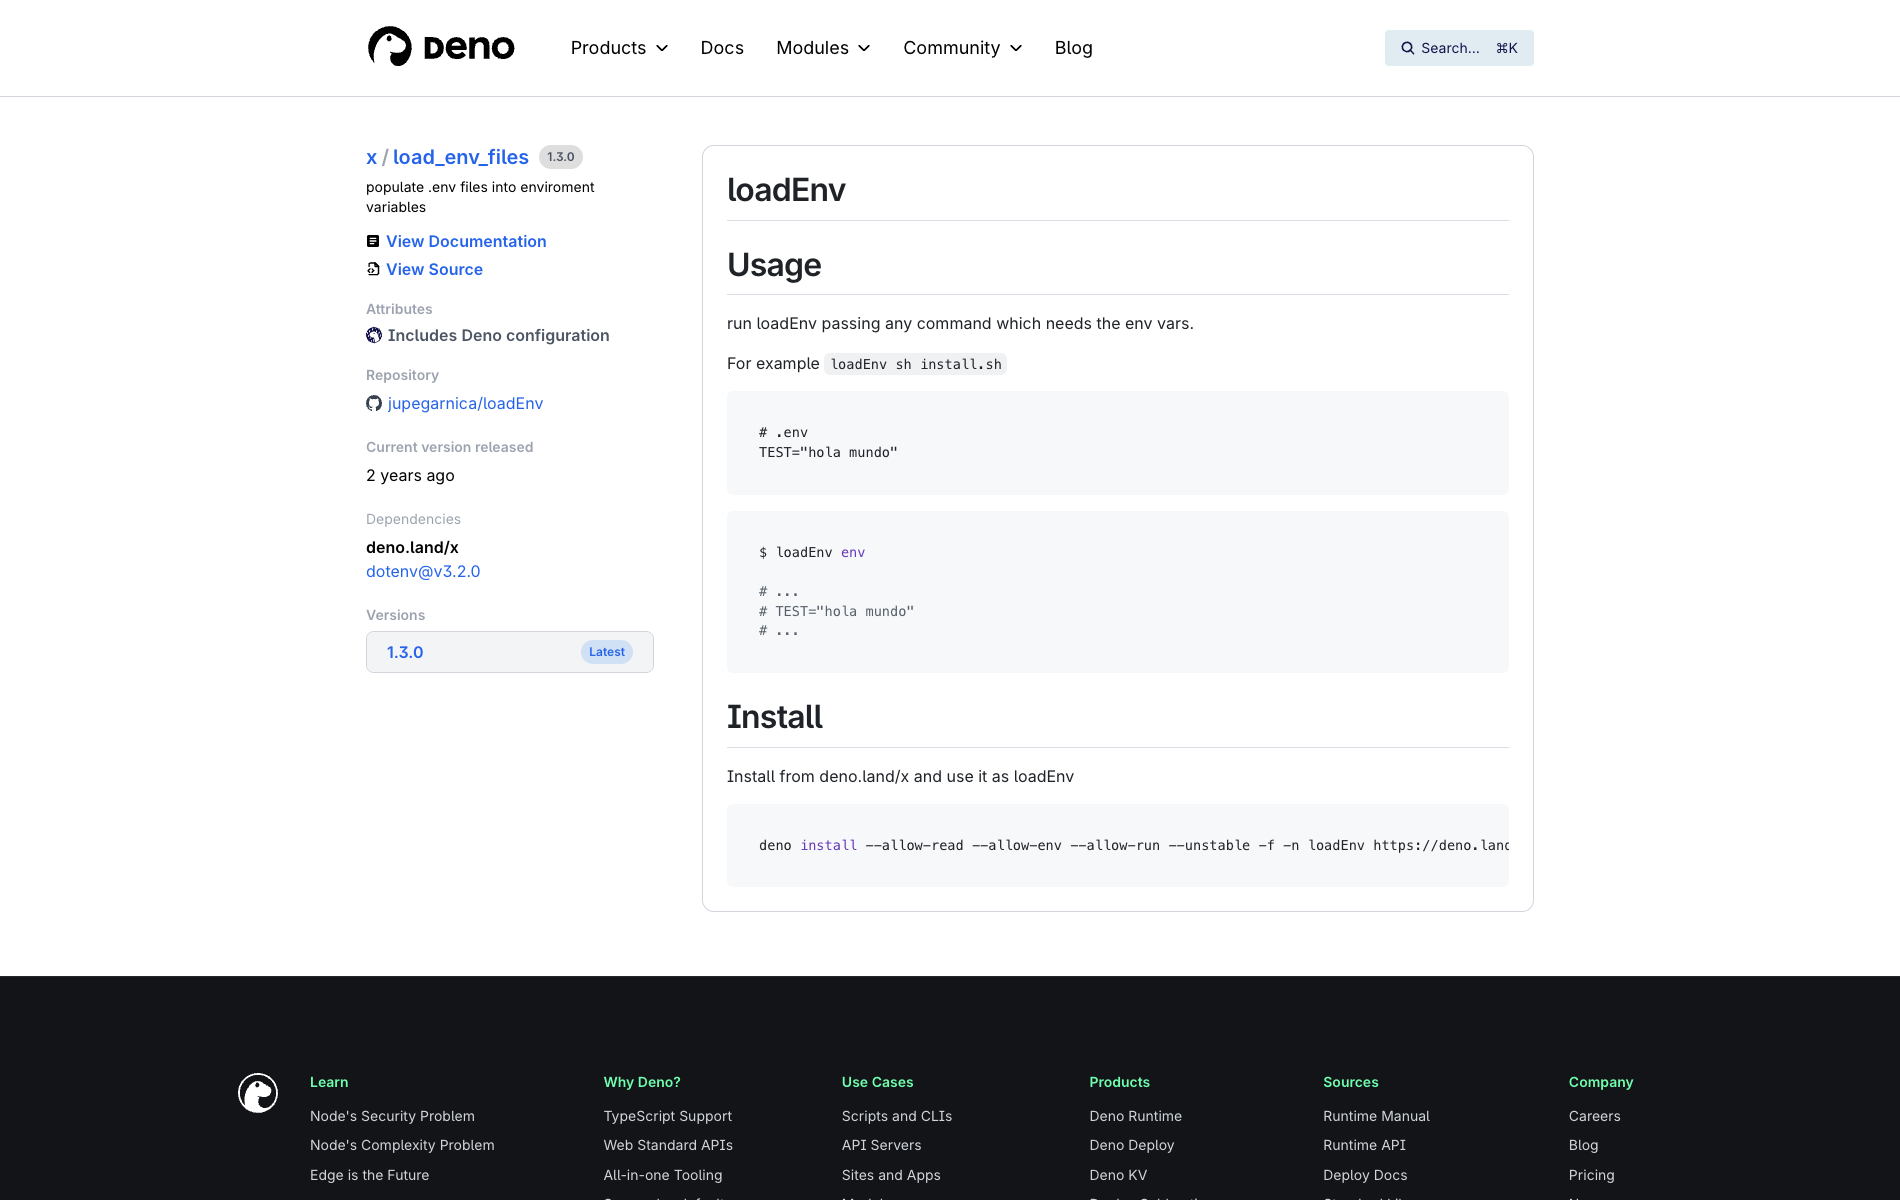 Deno
Products
Docs
Modules
Community
Blog
Search...
⌘K
x / load_env_files 1.3.0
populate .env files into enviroment
variables
View Documentation
View Source
Attributes
Includes Deno configuration
Repository
jupegarnica/loadEnv
Current version released
2 years ago
Dependencies
deno.land/x
dotenv@v3.2.0
Versions
1.3.0 Latest
loadEnv
Usage
run loadEnv passing any command which needs the env vars.
For example loadEnv sh install.sh
# .env
TEST="hola mundo"
$ loadEnv env
# ...
# TEST="hola mundo"
# ...
Install
Install from deno.land/x and use it as loadEnv
deno install --allow-read --allow-env --allow-run --unstable -f -n loadEnv https://deno.land
Learn
Node's Security Problem
Node's Complexity Problem
Edge is the Future
Why Deno?
TypeScript Support
Web Standard APIs
All-in-one Tooling
Use Cases
Scripts and CLIs
API Servers
Sites and Apps
Products
Deno Runtime
Deno Deploy
Deno KV
Sources
Runtime Manual
Runtime API
Deploy Docs
Company
Careers
Blog
Pricing